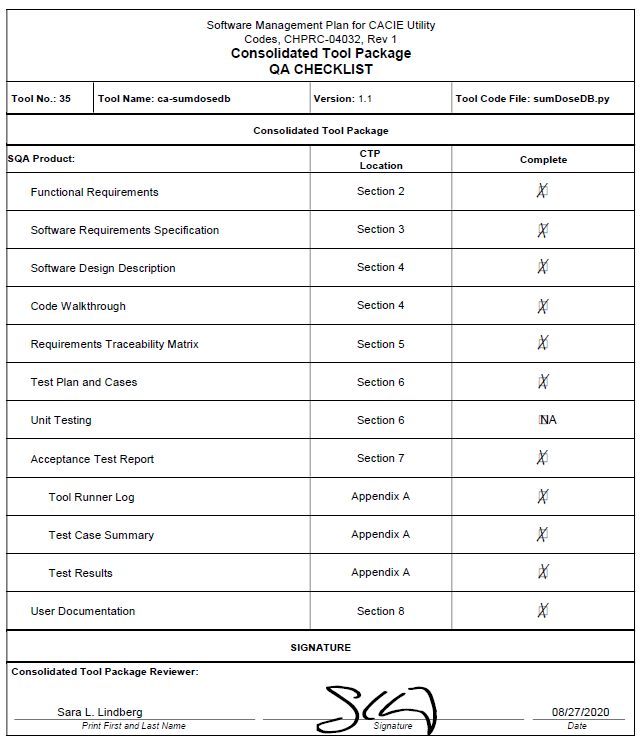 Software Management Plan for CACIE Utility
Codes, CHPRC-04032, Rev 1
Consolidated Tool Package
QA CHECKLIST
Tool No.: 35 Tool Name: ca-sumdosedb Version: 1.1 Tool Code File: sumDoseDB.py
Consolidated Tool Package
SQA Product: CTP Location Complete
Functional Requirements Section 2 X
Software Requirements Specification Section 3 X
Software Design Description Section 4 X
Code Walkthrough Section 4 X
Requirements Traceability Matrix Section 5 X
Test Plan and Cases Section 6 X
Unit Testing Section 6 NA
Acceptance Test Report Section 7 X
Tool Runner Log Appendix A X
Test Case Summary Appendix A X
Test Results Appendix A X
User Documentation Section 8 X
SIGNATURE
Consolidated Tool Package Reviewer:
Sara L. Lindberg 08/27/2020
Print First and Last Name Signature Date